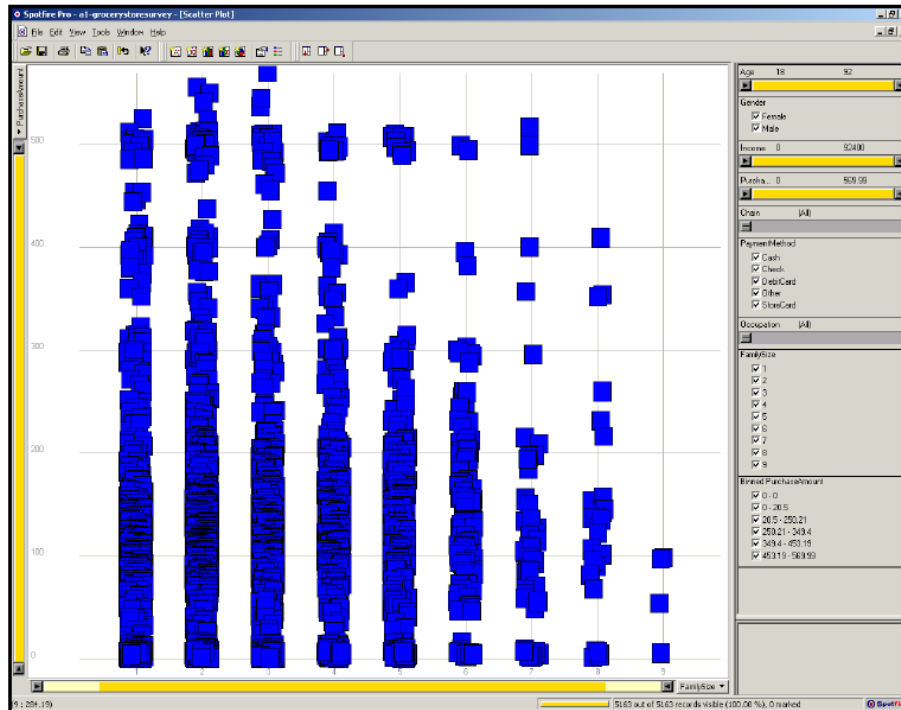 Spotfire Pro - a1-grocerystoresurvey - [Scatter Plot]
File Edit View Tools Window Help
PurchaseAmount
500
400
300
200
100
0
1 2 3 4 5 6 7 8 9
FamilySize
Age 18 92
Gender
Female
Male
Income 0 92400
Purcha... 0 569.99
Chain (All)
PaymentMethod
Cash
Check
DebitCard
Other
StoreCard
Occupation (All)
FamilySize
1
2
3
4
5
6
7
8
9
Binned PurchaseAmount
0 - 0
0 - 20.5
20.5 - 250.21
250.21 - 349.4
349.4 - 453.19
453.19 - 569.99
(9 : 284.19)
5163 out of 5163 records visible (100.00 %), 0 marked
Spotfire